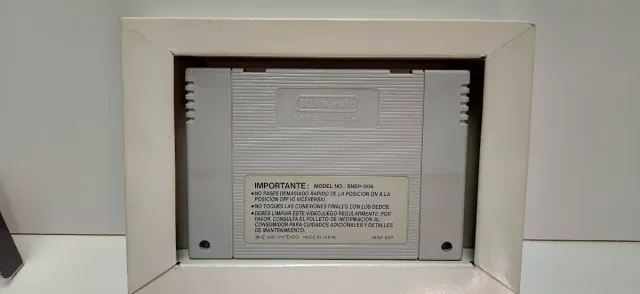 Nintendo
IMPORTANTE: MODEL NO. SNSP-006
•NO PASES DEMASIADO RAPIDO DE LA POSICION ON A LA
POSICION OFF (O VICEVERSA).
•NO TOQUES LAS CONEXIONES FINALES CON LOS DEDOS.
•DEBES LIMPIAR ESTE VIDEOJUEGO REGULARMENTE. POR
FAVOR, CONSULTA EL FOLLETO DE INFORMACION AL
CONSUMIDOR PARA CUIDADOS ADICIONALES Y DETALLES
DE MANTENIMIENTO.
NINTENDO MADE IN JAPAN